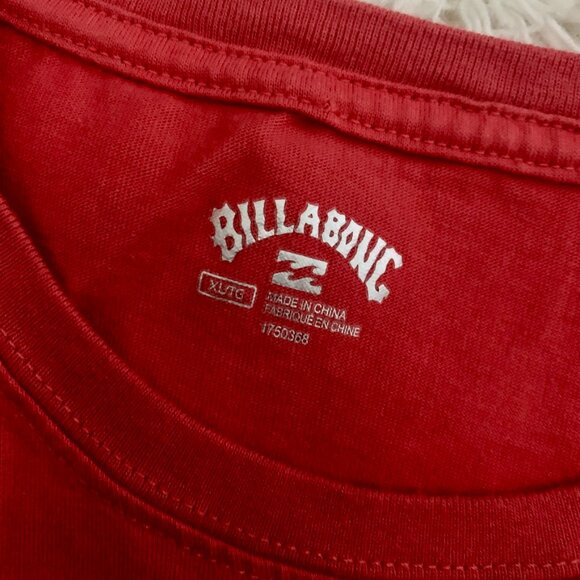 BILLABONG
XL/TG
MADE IN CHINA
FABRIQUÉ EN CHINE
1750368